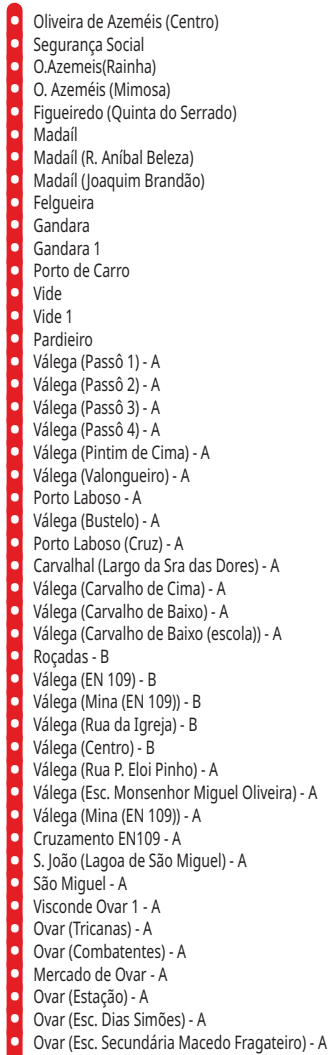 Oliveira de Azeméis (Centro)
Segurança Social
O.Azemeis(Rainha)
O. Azeméis (Mimosa)
Figueiredo (Quinta do Serrado)
Madaíl
Madaíl (R. Aníbal Beleza)
Madaíl (Joaquim Brandão)
Felgueira
Gandara
Gandara 1
Porto de Carro
Vide
Vide 1
Pardieiro
Válega (Passô 1) - A
Válega (Passô 2) - A
Válega (Passô 3) - A
Válega (Passô 4) - A
Válega (Pintim de Cima) - A
Válega (Valongueiro) - A
Porto Laboso - A
Válega (Bustelo) - A
Porto Laboso (Cruz) - A
Carvalhal (Largo da Sra das Dores) - A
Válega (Carvalho de Cima) - A
Válega (Carvalho de Baixo) - A
Válega (Carvalho de Baixo (escola)) - A
Roçadas - B
Válega (EN 109) - B
Válega (Mina (EN 109)) - B
Válega (Rua da Igreja) - B
Válega (Centro) - B
Válega (Rua P. Eloi Pinho) - A
Válega (Esc. Monsenhor Miguel Oliveira) - A
Válega (Mina (EN 109)) - A
Cruzamento EN109 - A
S. João (Lagoa de São Miguel) - A
São Miguel - A
Visconde Ovar 1 - A
Ovar (Tricanas) - A
Ovar (Combatentes) - A
Mercado de Ovar - A
Ovar (Estação) - A
Ovar (Esc. Dias Simões) - A
Ovar (Esc. Secundária Macedo Fragateiro) - A